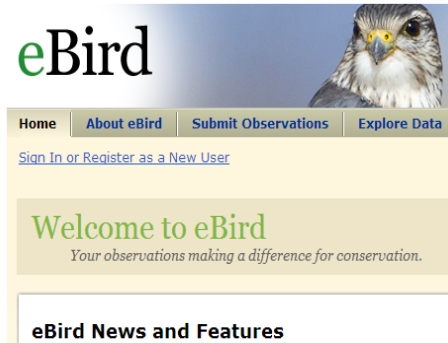 eBird
Home About eBird Submit Observations Explore Data
Sign In or Register as a New User
Welcome to eBird
Your observations making a difference for conservation.
eBird News and Features